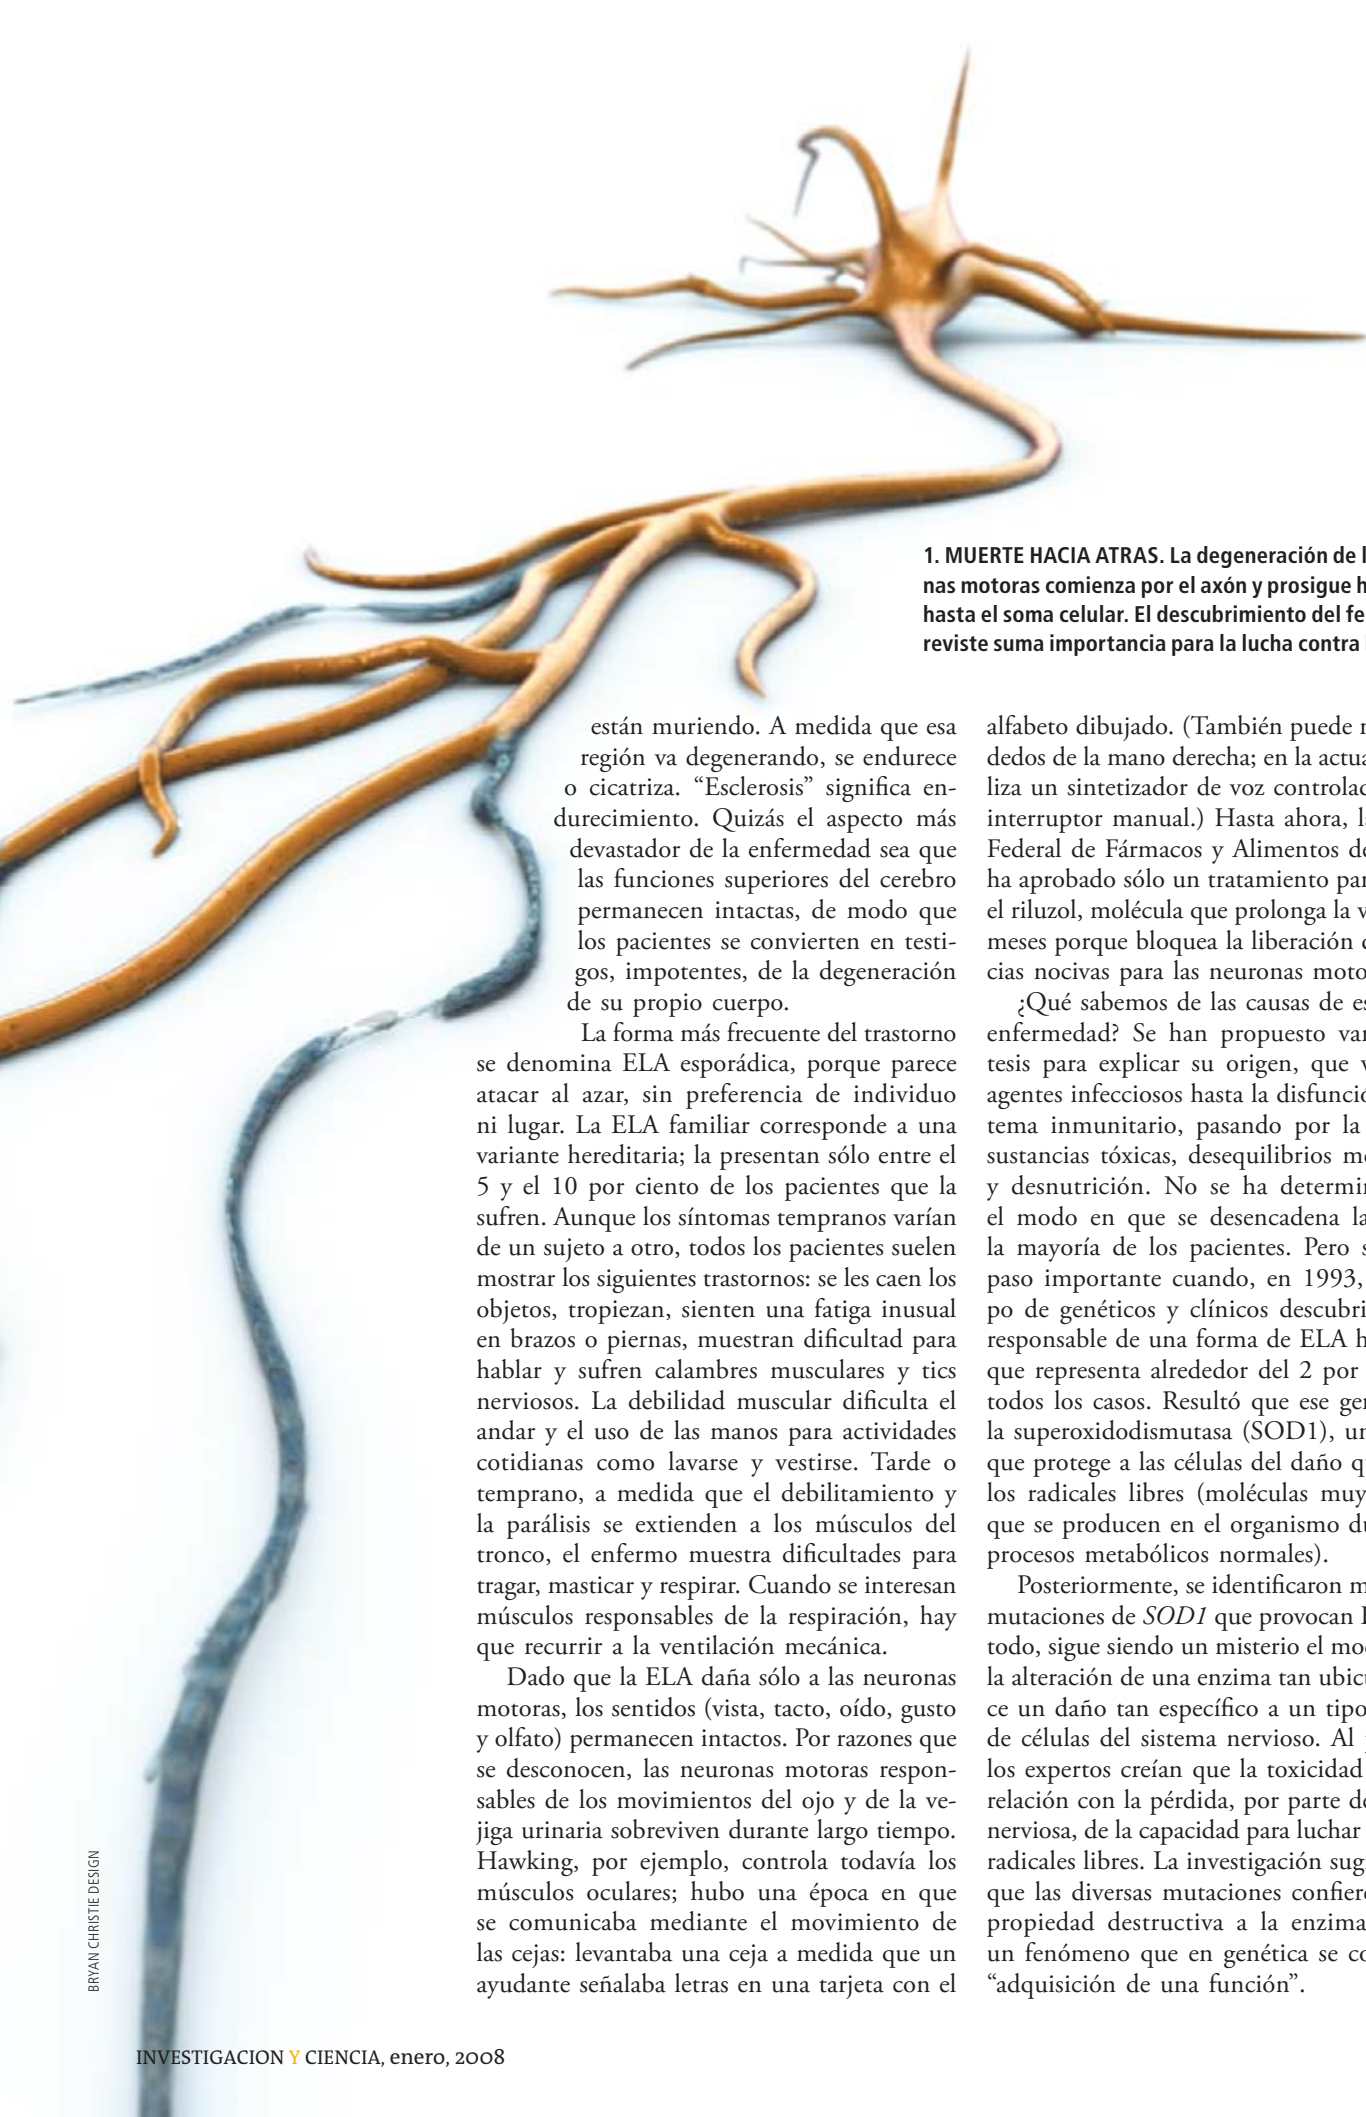 1. MUERTE HACIA ATRAS. La degeneración de
nas motoras comienza por el axón y prosigue
hasta el soma celular. El descubrimiento del
reviste suma importancia para la lucha contra
están muriendo. A medida que esa
región va degenerando, se endurece
o cicatriza. “Esclerosis” significa en-
durecimiento. Quizás el aspecto más
devastador de la enfermedad sea que
las funciones superiores del cerebro
permanecen intactas, de modo que
los pacientes se convierten en testi-
gos, impotentes, de la degeneración
de su propio cuerpo.
La forma más frecuente del trastorno
se denomina ELA esporádica, porque parece
atacar al azar, sin preferencia de individuo
ni lugar. La ELA familiar corresponde a una
variante hereditaria; la presentan sólo entre el
5 y el 10 por ciento de los pacientes que la
sufren. Aunque los síntomas tempranos varían
de un sujeto a otro, todos los pacientes suelen
mostrar los siguientes trastornos: se les caen los
objetos, tropiezan, sienten una fatiga inusual
en brazos o piernas, muestran dificultad para
hablar y sufren calambres musculares y tics
nerviosos. La debilidad muscular dificulta el
andar y el uso de las manos para actividades
cotidianas como lavarse y vestirse. Tarde o
temprano, a medida que el debilitamiento y
la parálisis se extienden a los músculos del
tronco, el enfermo muestra dificultades para
tragar, masticar y respirar. Cuando se interesan
músculos responsables de la respiración, hay
que recurrir a la ventilación mecánica.
Dado que la ELA daña sólo a las neuronas
motoras, los sentidos (vista, tacto, oído, gusto
y olfato) permanecen intactos. Por razones que
se desconocen, las neuronas motoras respon-
sables de los movimientos del ojo y de la ve-
jiga urinaria sobreviven durante largo tiempo.
Hawking, por ejemplo, controla todavía los
músculos oculares; hubo una época en que
se comunicaba mediante el movimiento de
las cejas: levantaba una ceja a medida que un
ayudante señalaba letras en una tarjeta con el
alfabeto dibujado. (También puede
dedos de la mano derecha; en la
liza un sintetizador de voz
interruptor manual.) Hasta ahora,
Federal de Fármacos y Alimentos
ha aprobado sólo un tratamiento
el riluzol, molécula que prolonga la
meses porque bloquea la liberación
cias nocivas para las neuronas
¿Qué sabemos de las causas de
enfermedad? Se han propuesto
tesis para explicar su origen, que
agentes infecciosos hasta la
tema inmunitario, pasando por la
sustancias tóxicas, desequilibrios
y desnutrición. No se ha
el modo en que se desencadena
la mayoría de los pacientes. Pero
paso importante cuando, en 1993,
po de genéticos y clínicos
responsable de una forma de ELA
que representa alrededor del 2 por
todos los casos. Resultó que ese
la superoxidodismutasa (SOD1),
que protege a las células del daño
los radicales libres (moléculas muy
que se producen en el organismo
procesos metabólicos normales).
Posteriormente, se identificaron
mutaciones de SOD1 que provocan
todo, sigue siendo un misterio el
la alteración de una enzima tan
ce un daño tan específico a un tipo
de células del sistema nervioso. Al
los expertos creían que la toxicidad
relación con la pérdida, por parte
nerviosa, de la capacidad para luchar
radicales libres. La investigación
que las diversas mutaciones
propiedad destructiva a la enzima
un fenómeno que en genética se
“adquisición de una función”.
BRYAN CHRISTIE DESIGN
INVESTIGACION Y CIENCIA, enero, 2008